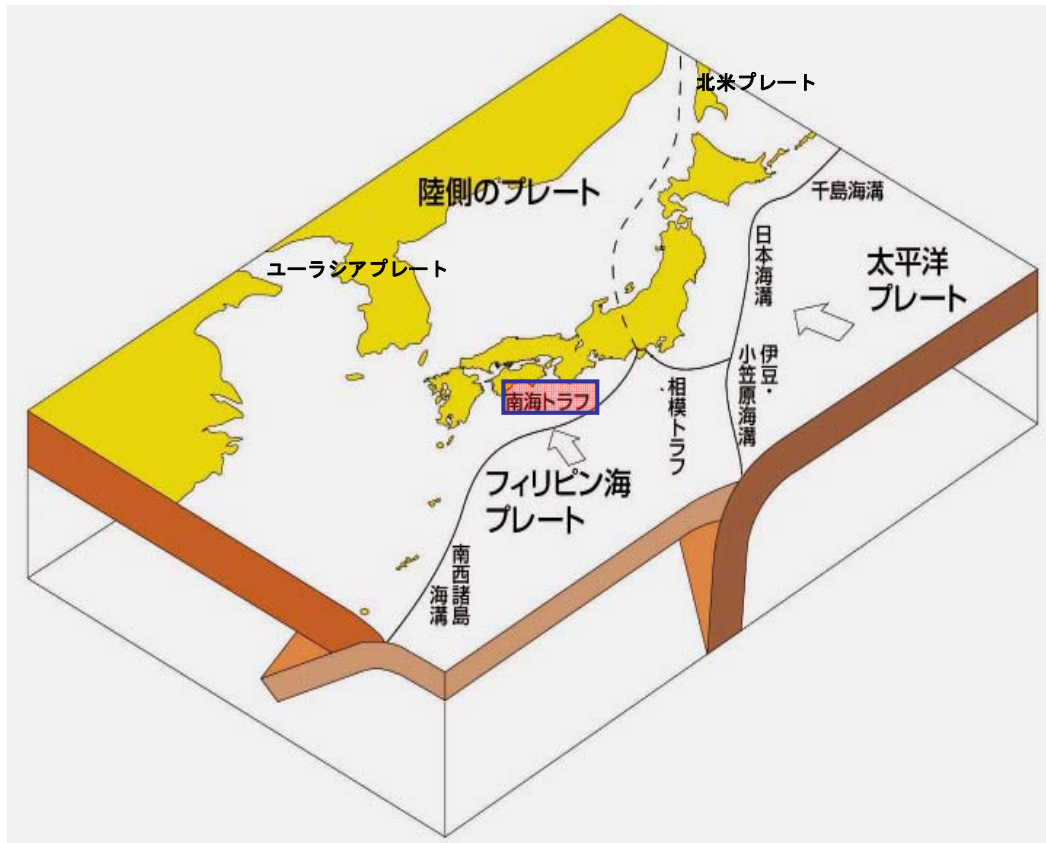 北米プレート
陸側のプレート
千島海溝
ユーラシアプレート
日本海溝
太平洋
プレート
伊豆・
小笠原海溝
南海トラフ
相模トラフ
フィリピン海
プレート
南西諸島
海溝